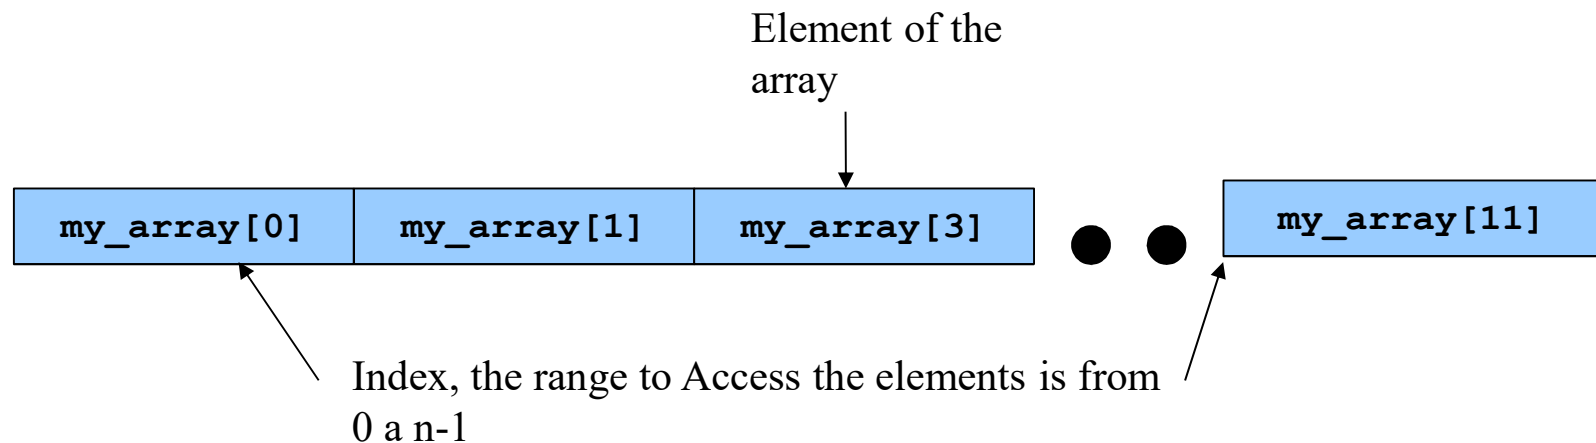 Element of the
array
my_array[0] my_array[1] my_array[3] my_array[11]
Index, the range to Access the elements is from
0 a n-1